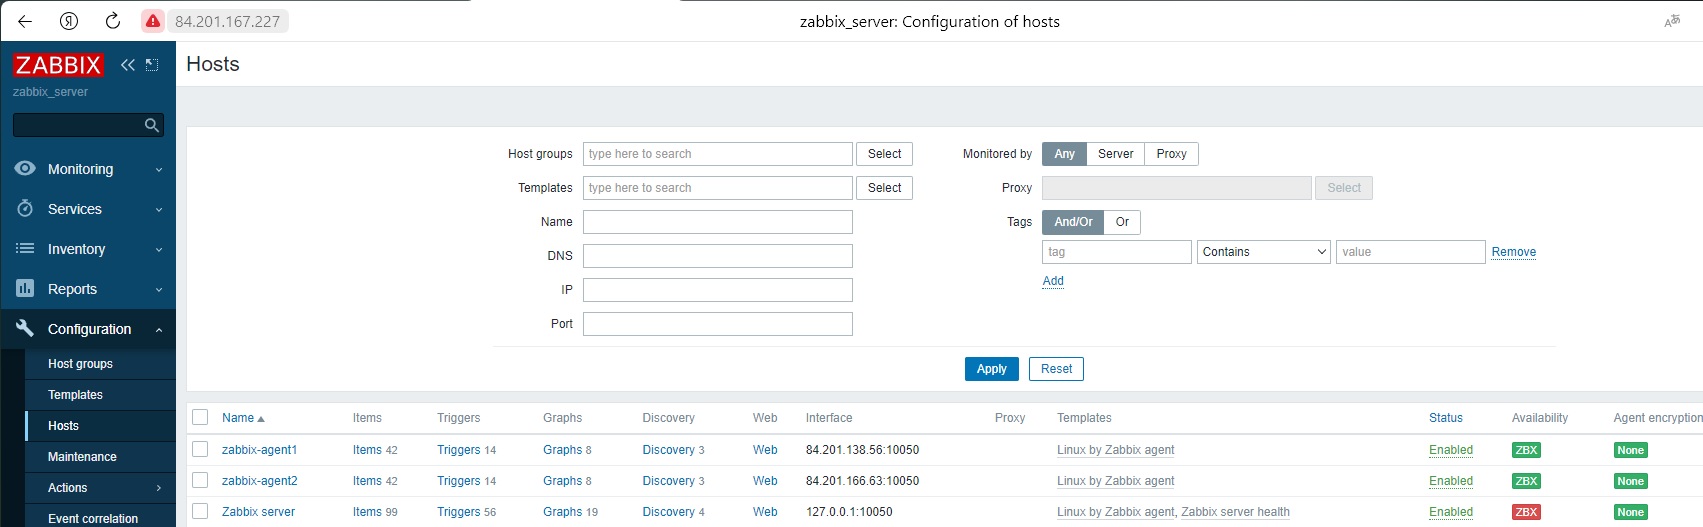 84.201.167.227
zabbix_server: Configuration of hosts
ZABBIX
zabbix_server
Monitoring
Services
Inventory
Reports
Configuration
Host groups
Templates
Hosts
Maintenance
Actions
Event correlation
Hosts
Host groups type here to search Select
Templates type here to search Select
Name
DNS
IP
Port
Monitored by Any Server Proxy
Proxy Select
Tags And/Or Or
tag Contains value Remove
Add
Apply Reset
Name Items Triggers Graphs Discovery Web Interface Proxy Templates Status Availability Agent encryption
zabbix-agent1 Items 42 Triggers 14 Graphs 8 Discovery 3 Web 84.201.138.56:10050 Linux by Zabbix agent Enabled ZBX None
zabbix-agent2 Items 42 Triggers 14 Graphs 8 Discovery 3 Web 84.201.166.63:10050 Linux by Zabbix agent Enabled ZBX None
Zabbix server Items 99 Triggers 56 Graphs 19 Discovery 4 Web 127.0.0.1:10050 Linux by Zabbix agent, Zabbix server health Enabled ZBX None